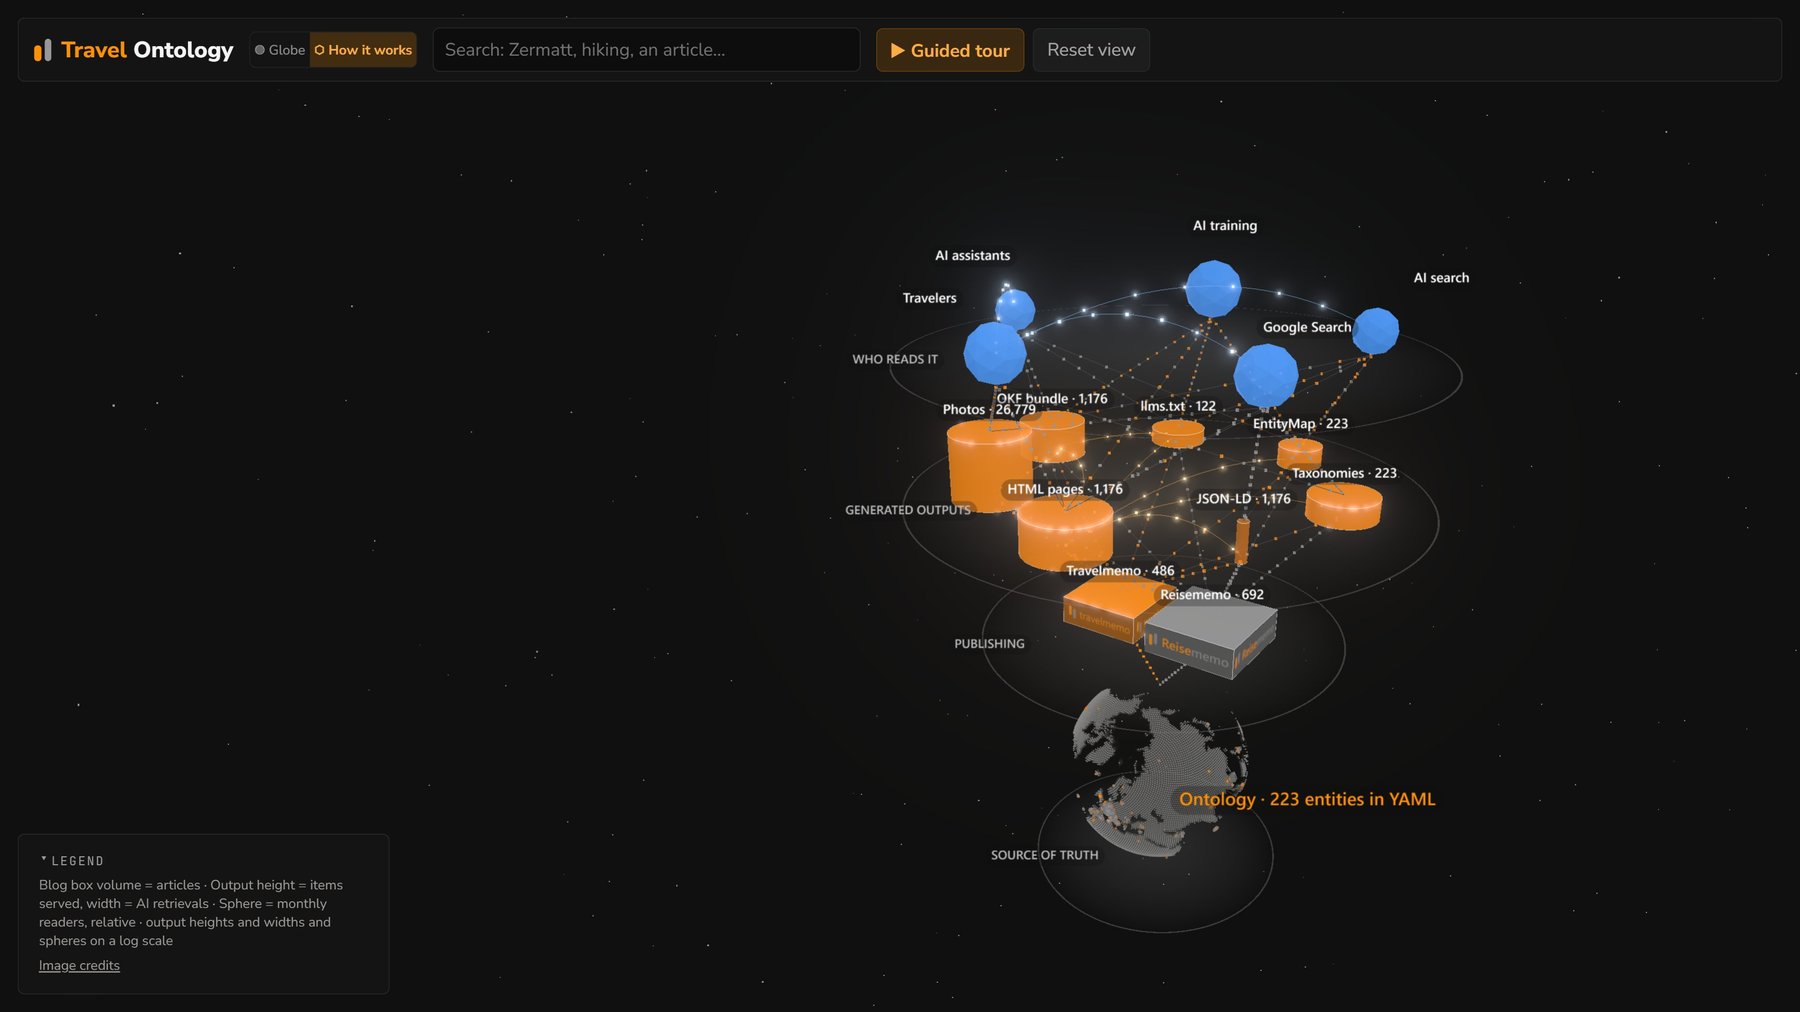 Travel Ontology
Globe
How it works
Search: Zermatt, hiking, an article...
Guided tour
Reset view
AI training
AI assistants
AI search
Travelers
Google Search
WHO READS IT
OKF bundle · 1,176
Photos · 26,779
llms.txt · 122
EntityMap · 223
Taxonomies · 223
HTML pages · 1,176
JSON-LD · 1,176
GENERATED OUTPUTS
Travelmemo · 486
Reisememo · 692
travelmemo
Reisememo
PUBLISHING
Ontology · 223 entities in YAML
SOURCE OF TRUTH
LEGEND
Blog box volume = articles · Output height = items
served, width = AI retrievals · Sphere = monthly
readers, relative · output heights and widths and
spheres on a log scale
Image credits